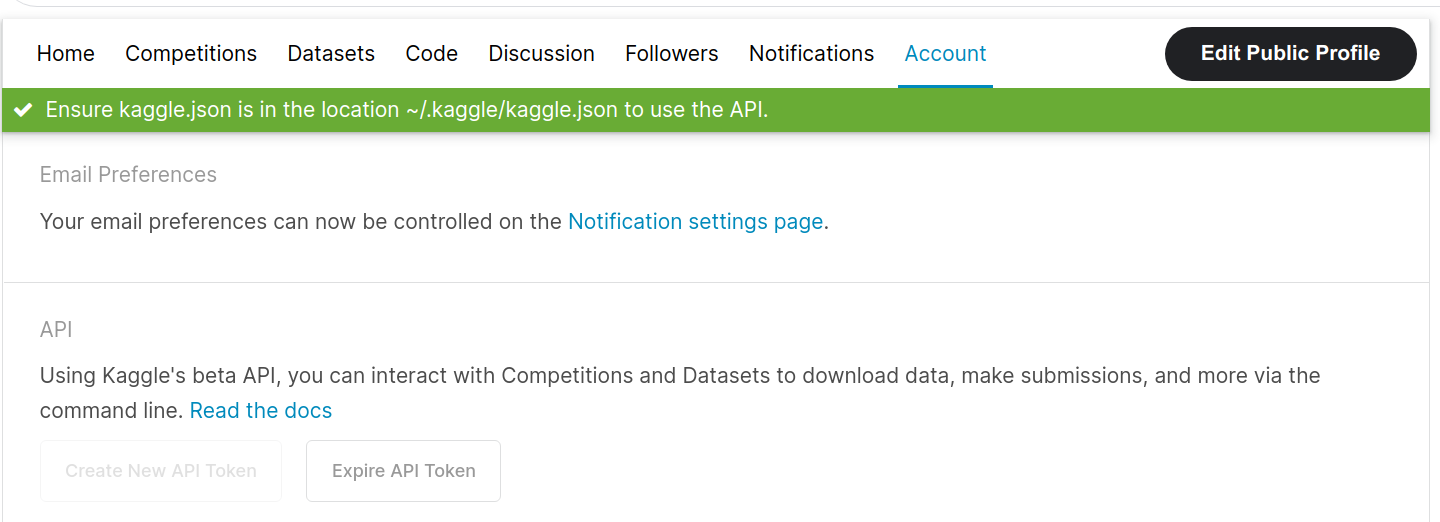 Home Competitions Datasets Code Discussion Followers Notifications Account Edit Public Profile
Ensure kaggle.json is in the location ~/.kaggle/kaggle.json to use the API.
Email Preferences
Your email preferences can now be controlled on the Notification settings page.
API
Using Kaggle's beta API, you can interact with Competitions and Datasets to download data, make submissions, and more via the
command line. Read the docs
Create New API Token Expire API Token